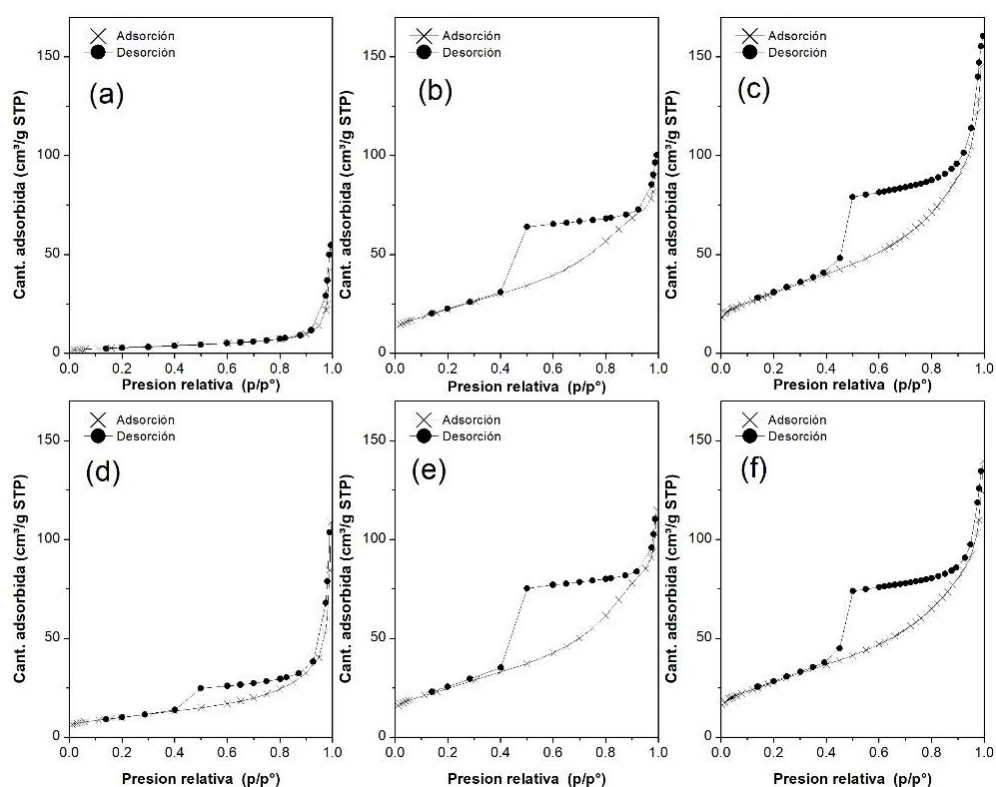 Adsorción
Desorción
(a)
Cant. adsorbida (cm³/g STP)
150
100
50
0
0.0 0.2 0.4 0.6 0.8 1.0
Presion relativa (p/p°)
Adsorción
Desorción
(b)
Cant. adsorbida (cm³/g STP)
150
100
50
0
0.0 0.2 0.4 0.6 0.8 1.0
Presion relativa (p/p°)
Adsorción
Desorción
(c)
Cant. adsorbida (cm³/g STP)
150
100
50
0
0.0 0.2 0.4 0.6 0.8 1.0
Presion relativa (p/p°)
Adsorción
Desorción
(d)
Cant. adsorbida (cm³/g STP)
150
100
50
0
0.0 0.2 0.4 0.6 0.8 1.0
Presion relativa (p/p°)
Adsorción
Desorción
(e)
Cant. adsorbida (cm³/g STP)
150
100
50
0
0.0 0.2 0.4 0.6 0.8 1.0
Presion relativa (p/p°)
Adsorción
Desorción
(f)
Cant. adsorbida (cm³/g STP)
150
100
50
0
0.0 0.2 0.4 0.6 0.8 1.0
Presion relativa (p/p°)